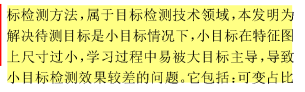 标检测方法，属于目标检测技术领域，本发明为
解决待测目标是小目标情况下，小目标在特征图
上尺寸过小，学习过程中易被大目标主导，导致
小目标检测效果较差的问题。它包括：可变占比